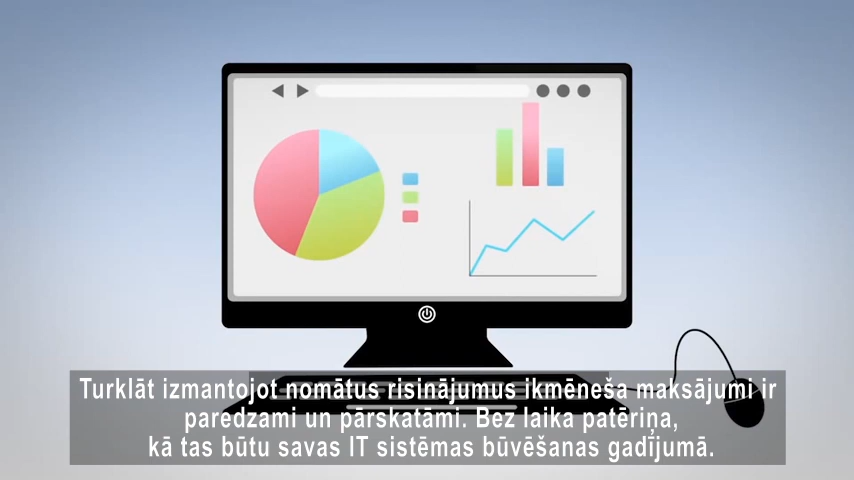 Turklāt izmantojot nomātus risinājumus ikmēneša maksājumi ir
paredzami un pārskatāmi. Bez laika patēriņa,
kā tas būtu savas IT sistēmas būvēšanas gadījumā.